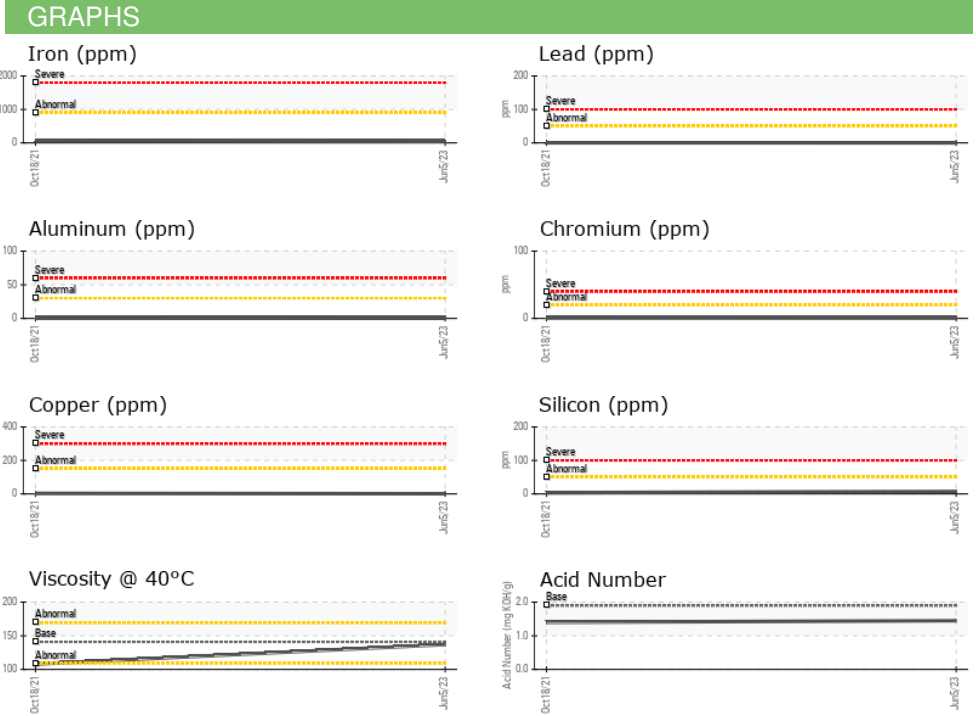 GRAPHS
Iron (ppm)
2000
Severe
1000
Abnormal
0
Oct18/21
Jun5/23
Lead (ppm)
200
ppm
100
Severe
Abnormal
0
Oct18/21
Jun5/23
Aluminum (ppm)
100
Severe
50
Abnormal
0
Oct18/21
Jun5/23
Chromium (ppm)
100
ppm
Severe
Abnormal
0
Oct18/21
Jun5/23
Copper (ppm)
400
Severe
200
Abnormal
0
Oct18/21
Jun5/23
Silicon (ppm)
200
ppm
Severe
100
Abnormal
0
Oct18/21
Jun5/23
Viscosity @ 40°C
200
Abnormal
150
Base
Abnormal
100
Oct18/21
Jun5/23
Acid Number
Acid Number (mg KOH/g)
Base
2.0
1.0
0.0
Oct18/21
Jun5/23